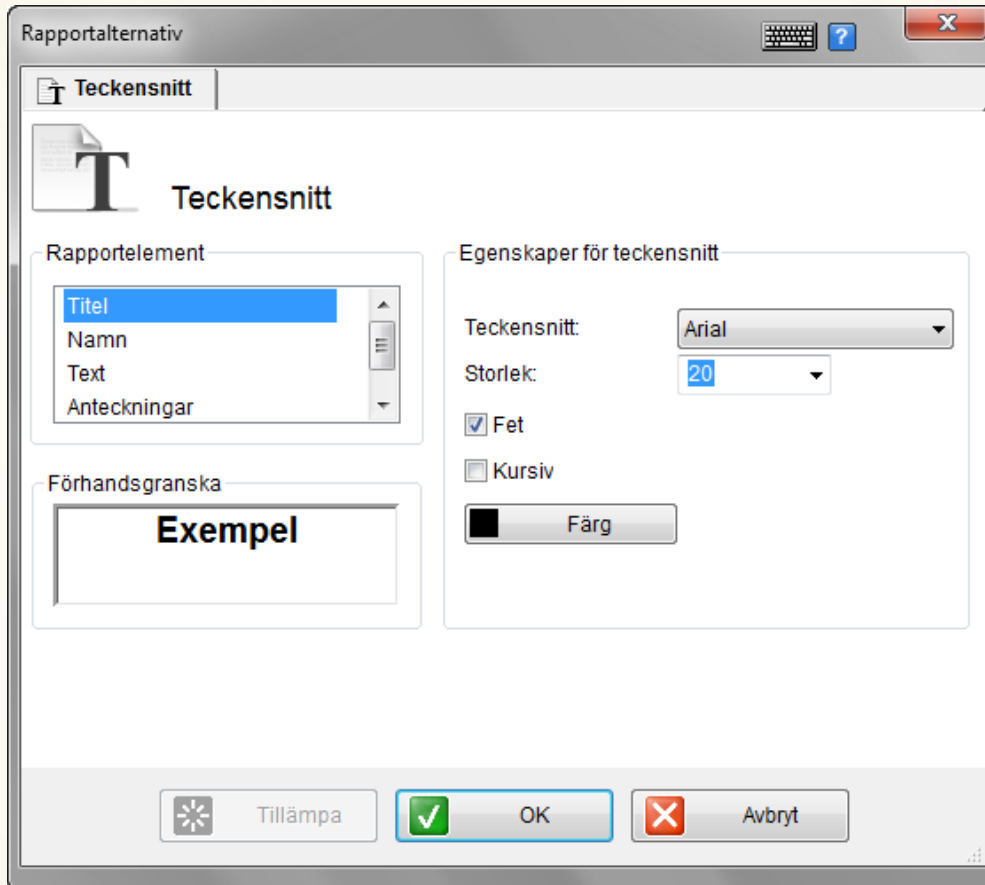 Rapportalternativ
?
Teckensnitt
Teckensnitt
Rapportelement
Titel
Namn
Text
Anteckningar
Förhandsgranska
Exempel
Egenskaper för teckensnitt
Teckensnitt: Arial
Storlek: 20
Fet
Kursiv
Färg
Tillämpa OK Avbryt